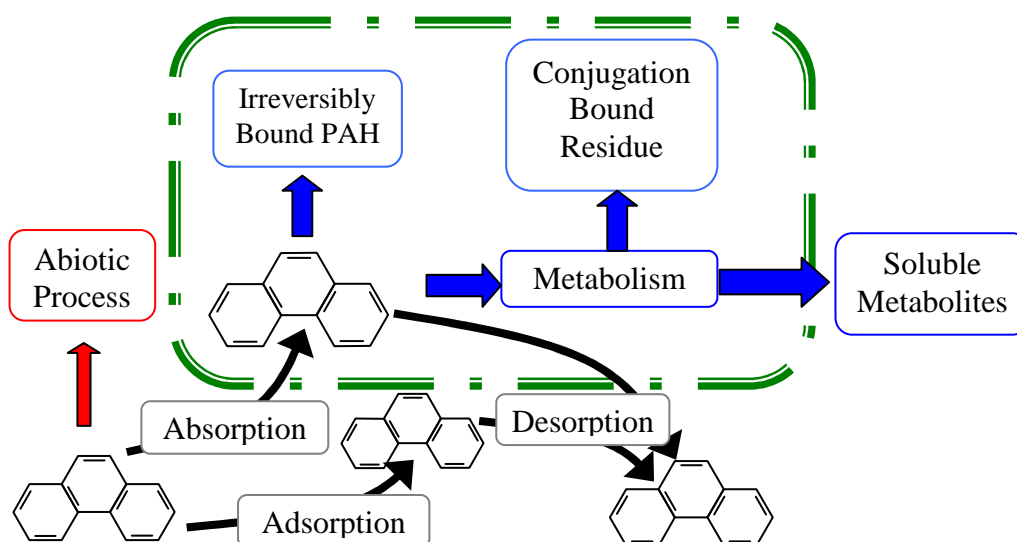 Conjugation
Bound
Residue
Irreversibly
Bound PAH
Abiotic
Process
Metabolism
Soluble
Metabolites
Absorption
Desorption
Adsorption